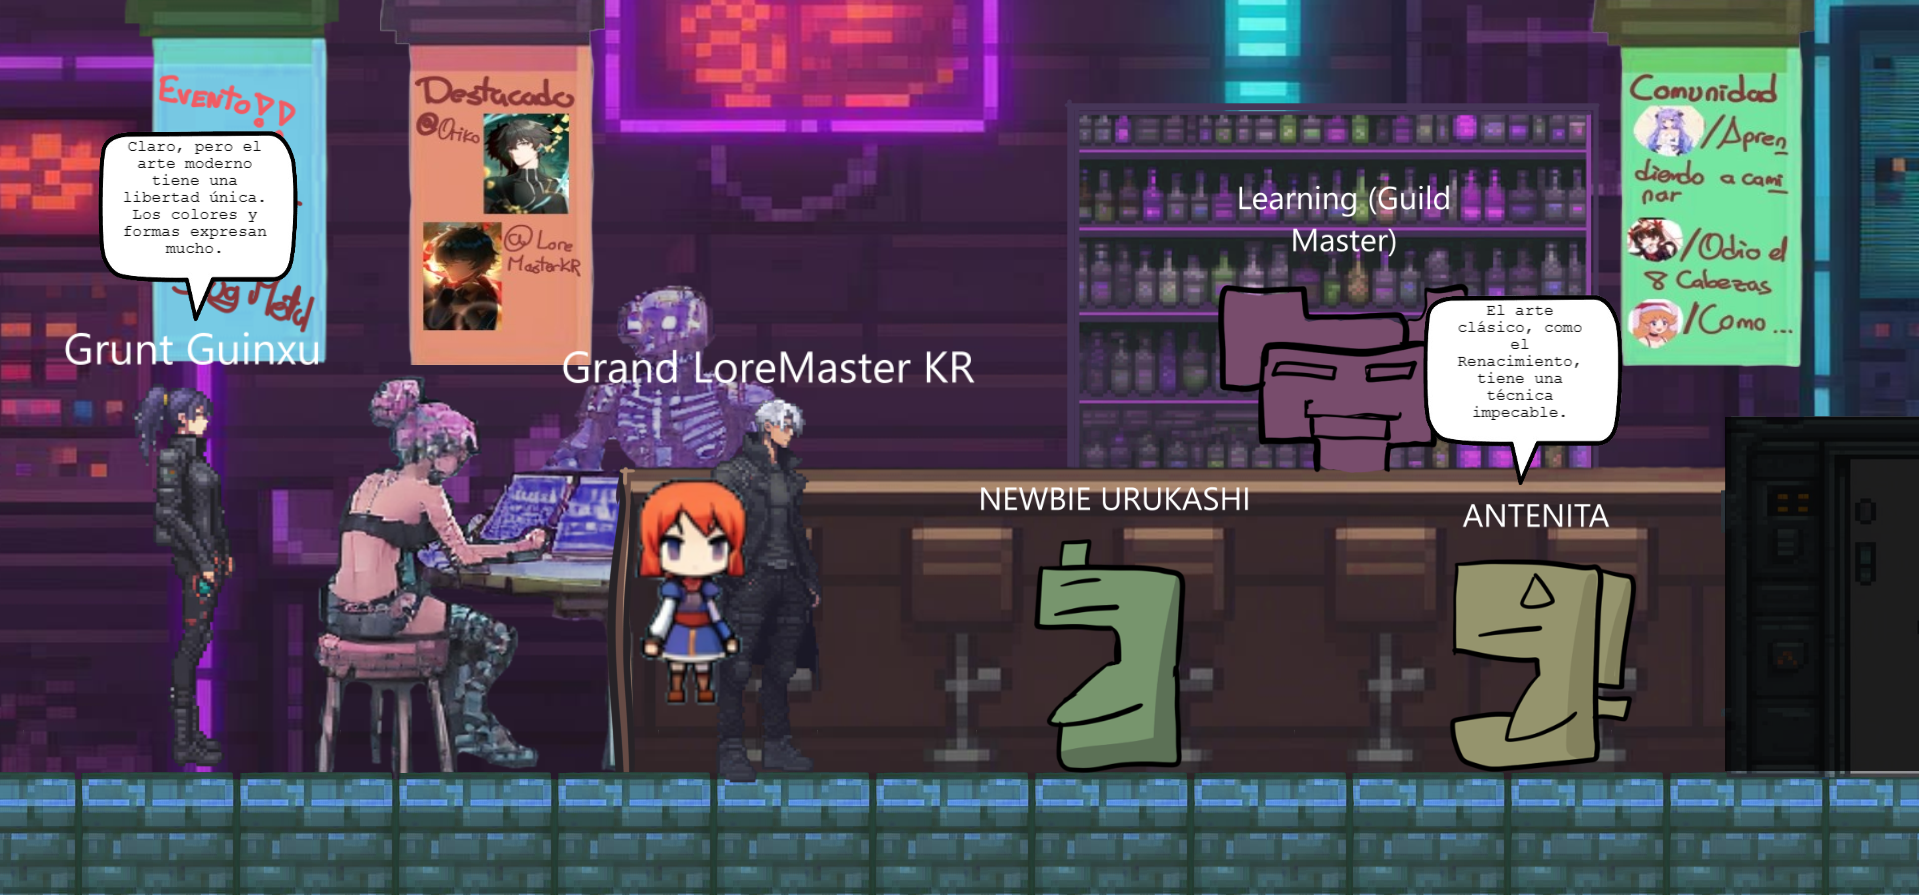 EVENTO!!
Claro, pero el
arte moderno
tiene una
libertad única.
Los colores y
formas expresan
mucho.
Metal
Grunt Guinxu
Destacado
@Oriko
@Lore
MasterKR
Grand LoreMaster KR
Learning (Guild
Master)
El arte
clásico, como
el
Renacimiento,
tiene una
técnica
impecable.
NEWBIE URUKASHI
ANTENITA
Comunidad
/Apren
diendo a cami
nar
/Odio el
8 Cabezas
/Como ...